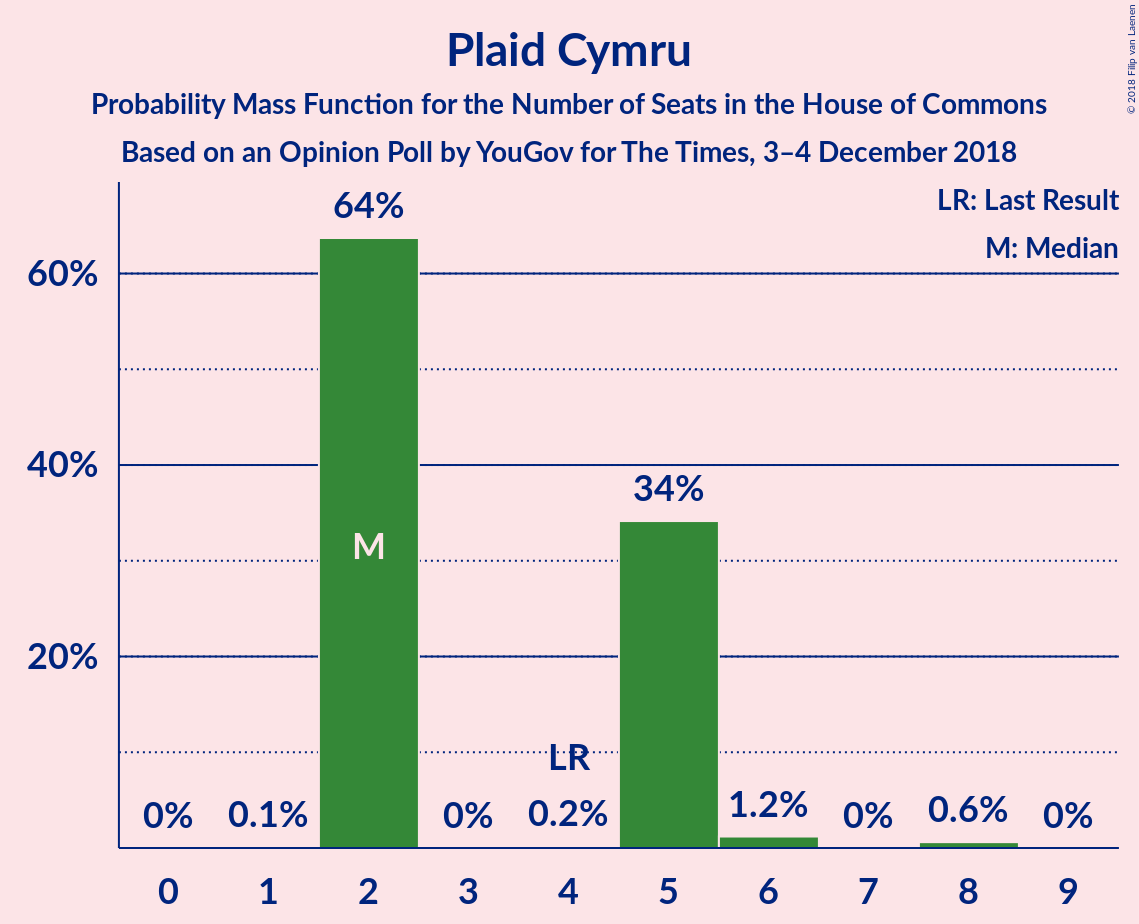 Plaid Cymru
Probability Mass Function for the Number of Seats in the House of Commons
Based on an Opinion Poll by YouGov for The Times, 3–4 December 2018
© 2018 Filip van Laenen
LR: Last Result
M: Median
60%
40%
20%
64%
34%
M
LR
0%
0.1%
0%
0.2%
1.2%
0%
0.6%
0%
0 1 2 3 4 5 6 7 8 9